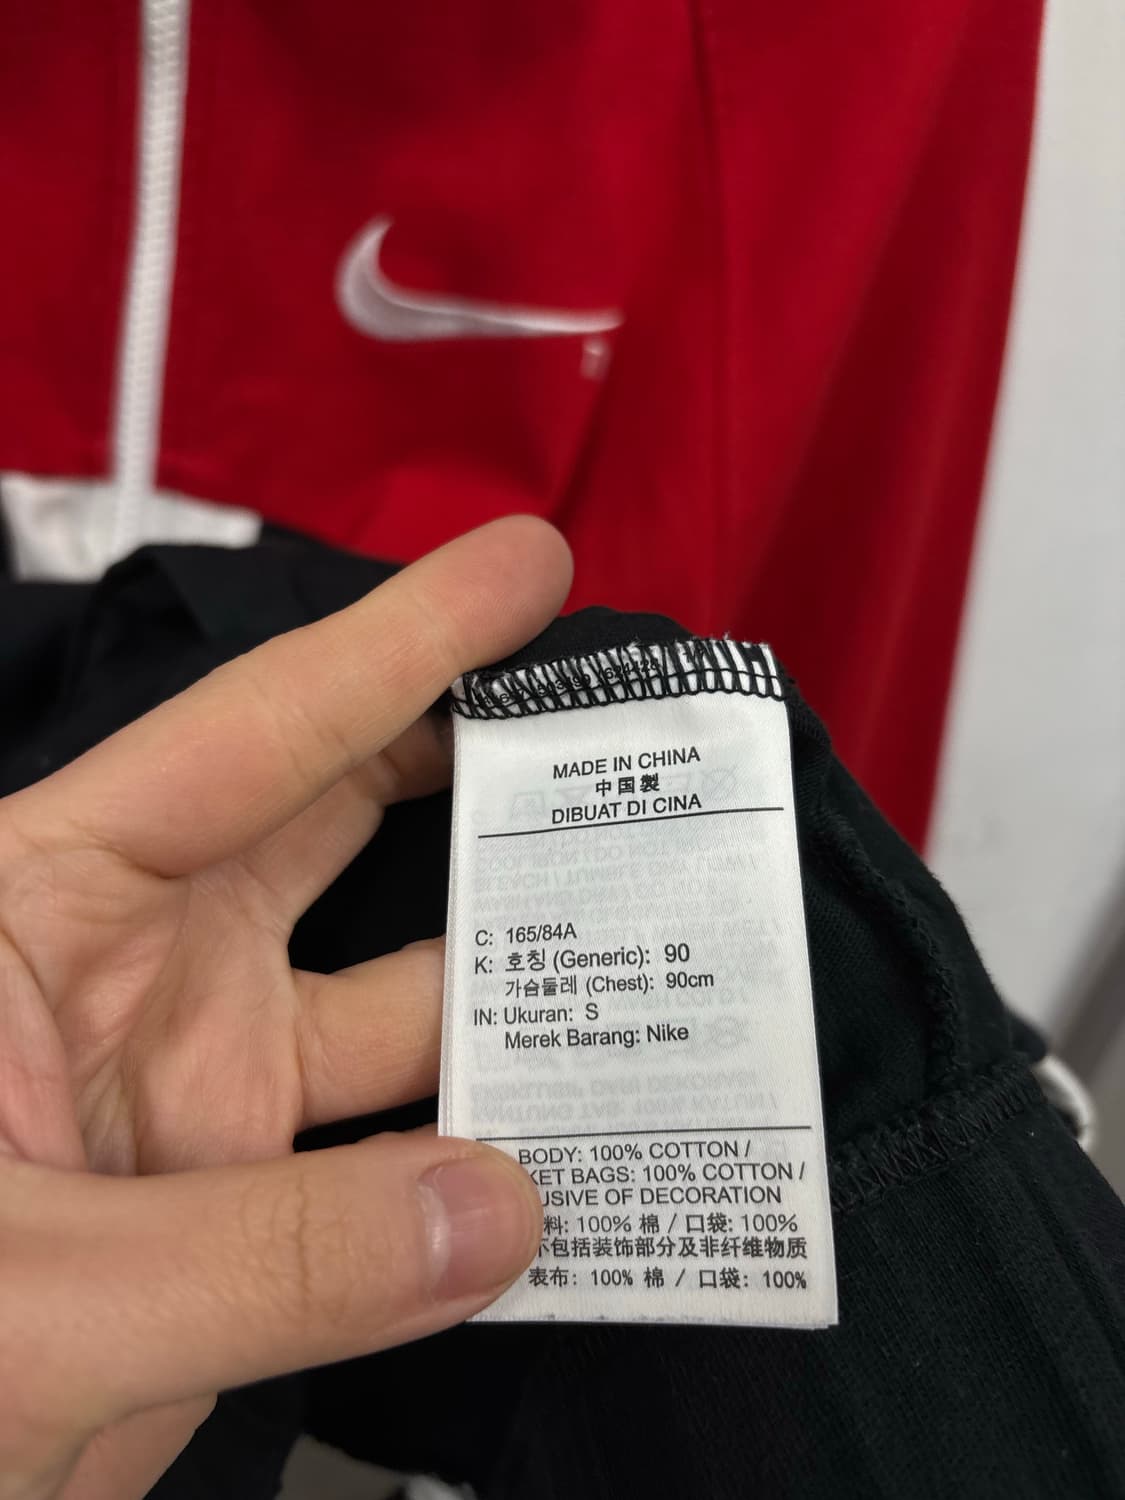 MADE IN CHINA
中国製
DIBUAT DI CINA
C: 165/84A
K: 호칭 (Generic): 90
가슴둘레 (Chest): 90cm
IN: Ukuran: S
Merek Barang: Nike
BODY: 100% COTTON /
BAGS: 100% COTTON /
OF DECORATION
料: 100% 棉 / 口袋: 100%
不包括装饰部分及非纤维物质
表布: 100% 棉 / 口袋: 100%